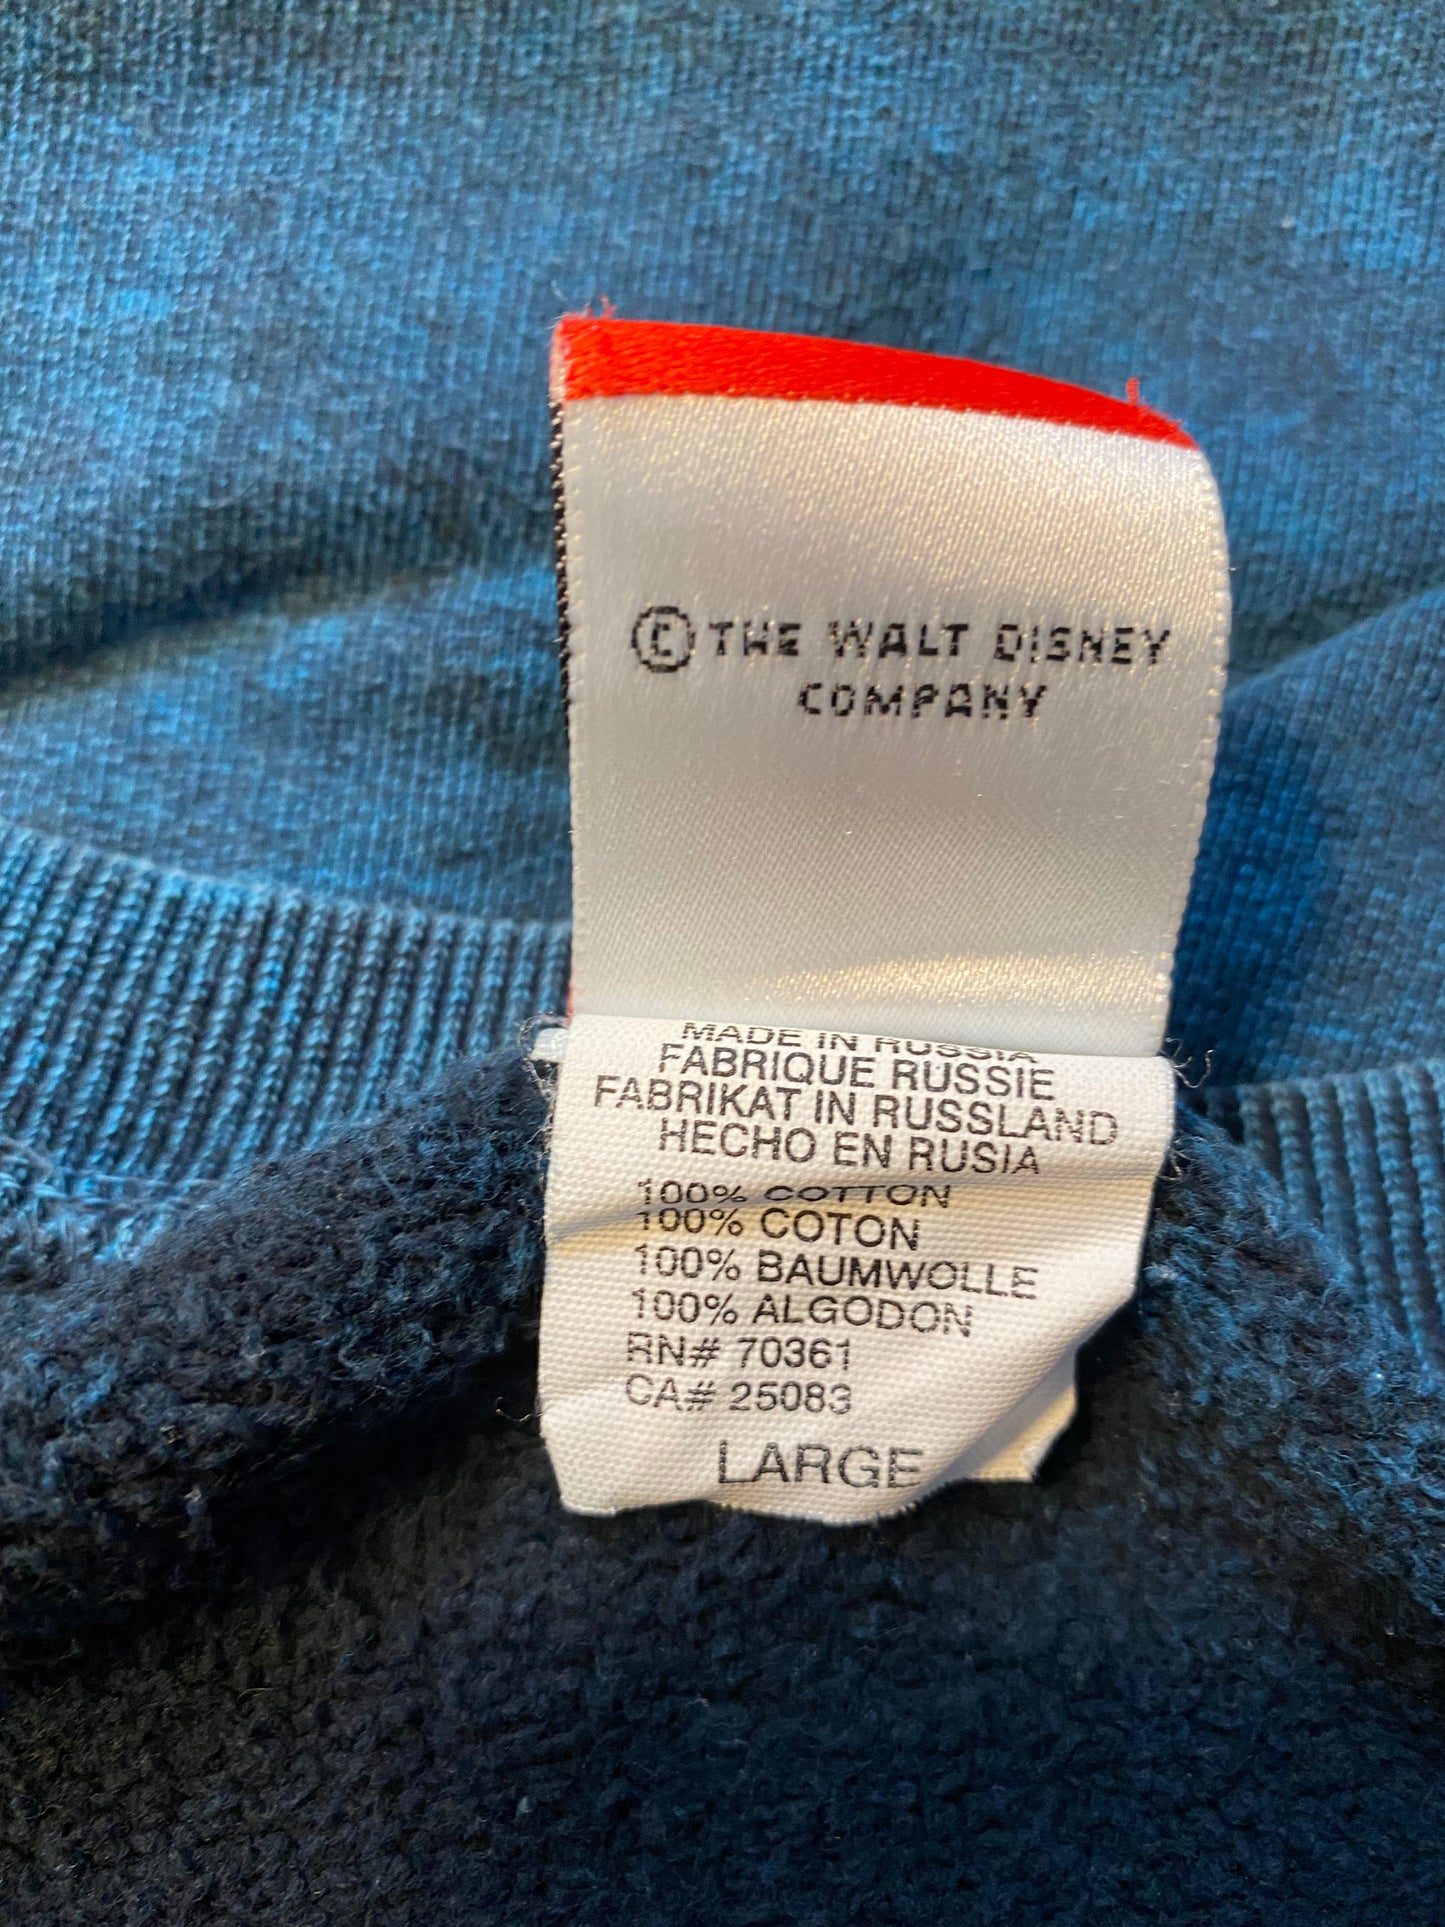 © THE WALT DISNEY
COMPANY
MADE IN RUSSIA
FABRIQUE RUSSIE
FABRIKAT IN RUSSLAND
HECHO EN RUSIA
100% COTTON
100% COTON
100% BAUMWOLLE
100% ALGODON
RN# 70361
CA# 25083
LARGE